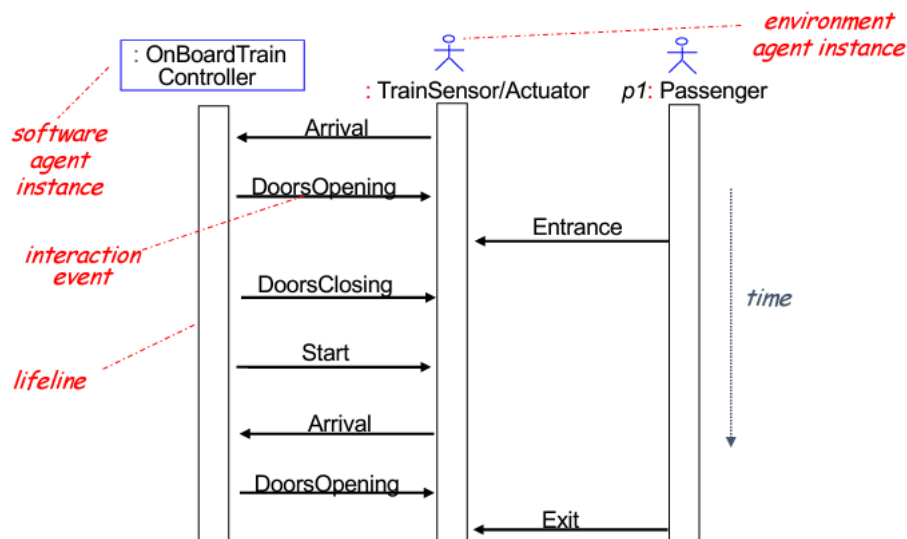 environment
agent instance
: OnBoardTrain
Controller
: TrainSensor/Actuator
p1: Passenger
software
agent
instance
Arrival
DoorsOpening
Entrance
interaction
event
DoorsClosing
time
Start
lifeline
Arrival
DoorsOpening
Exit